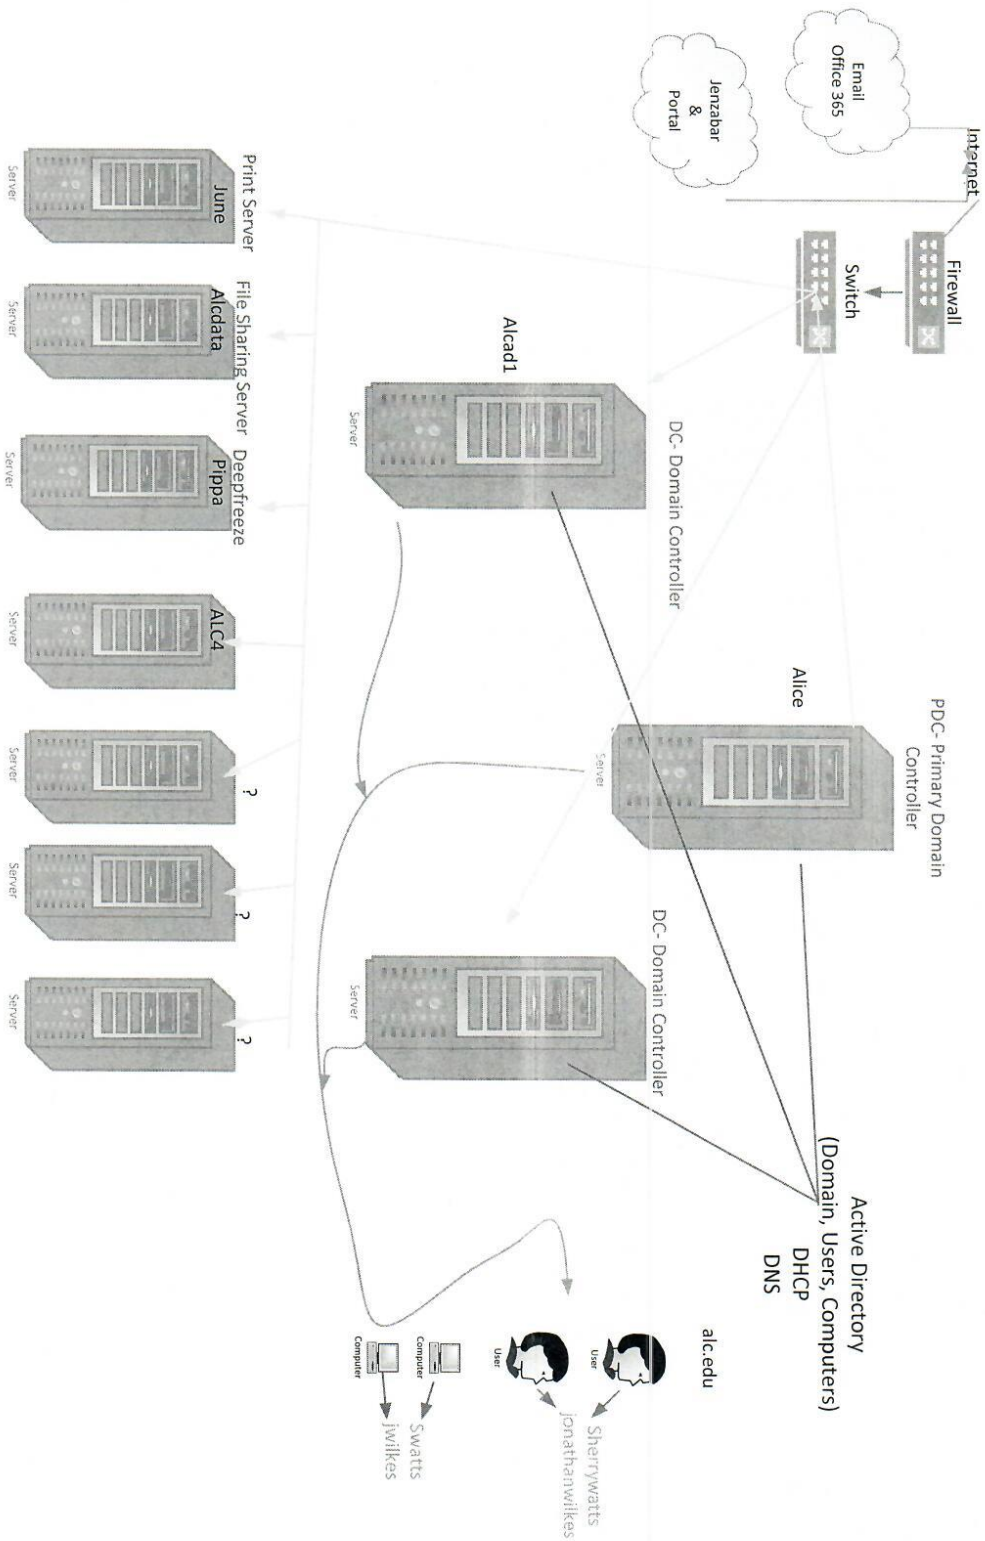 Internet
Email
Office 365
Jenzabar
&
Portal
Firewall
Switch
PDC- Primary Domain
Controller
Alice
Server
DC- Domain Controller
Alcad1
Server
DC- Domain Controller
Server
Active Directory
(Domain, Users, Computers)
DHCP
DNS
alc.edu
User
Sherrywatts
User
jonathanwilkes
Computer
Swatts
Computer
jwilkes
Print Server
June
Server
File Sharing Server
Alcdata
Server
Deepfreeze
Pippa
Server
ALC4
Server
?
Server
?
Server
?
Server